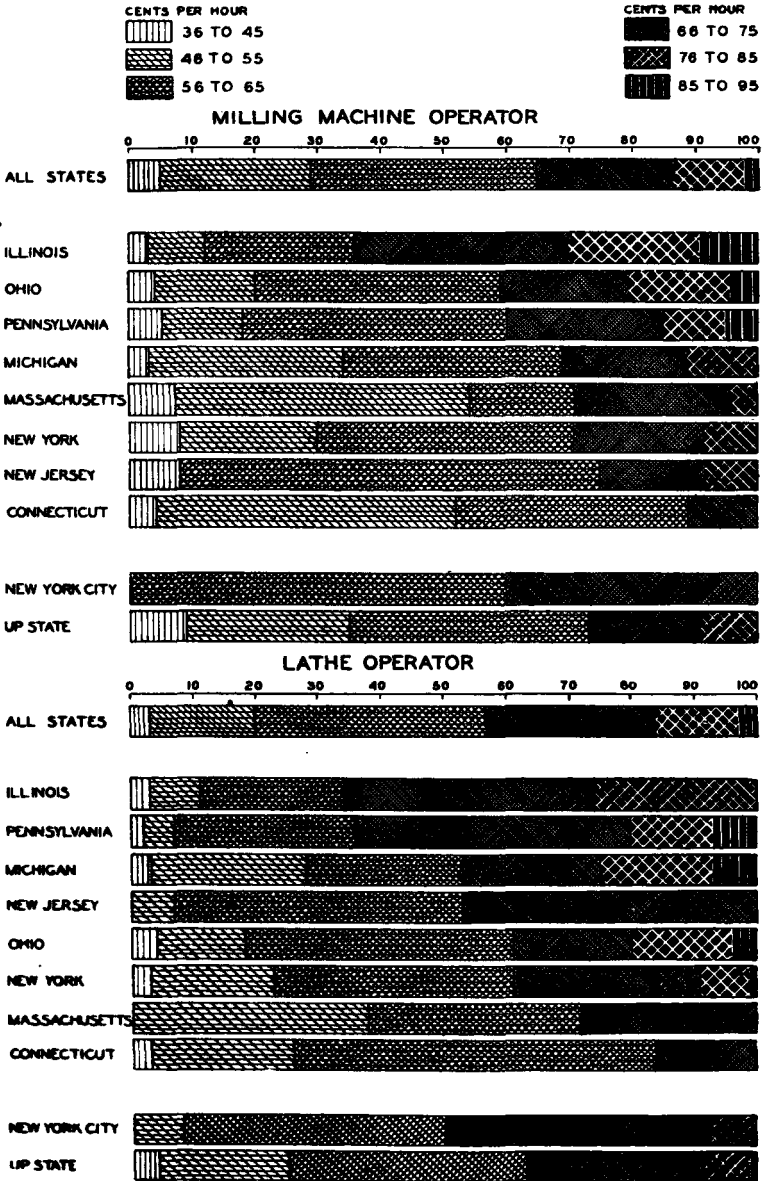 CENTS PER HOUR
36 TO 45
46 TO 55
56 TO 65
CENTS PER HOUR
66 TO 75
76 TO 85
85 TO 95
MILLING MACHINE OPERATOR
0 10 20 30 40 50 60 70 80 90 100
ALL STATES
ILLINOIS
OHIO
PENNSYLVANIA
MICHIGAN
MASSACHUSETTS
NEW YORK
NEW JERSEY
CONNECTICUT
NEW YORK CITY
UP STATE
LATHE OPERATOR
0 10 20 30 40 50 60 70 80 90 100
ALL STATES
ILLINOIS
PENNSYLVANIA
MICHIGAN
NEW JERSEY
OHIO
NEW YORK
MASSACHUSETTS
CONNECTICUT
NEW YORK CITY
UP STATE